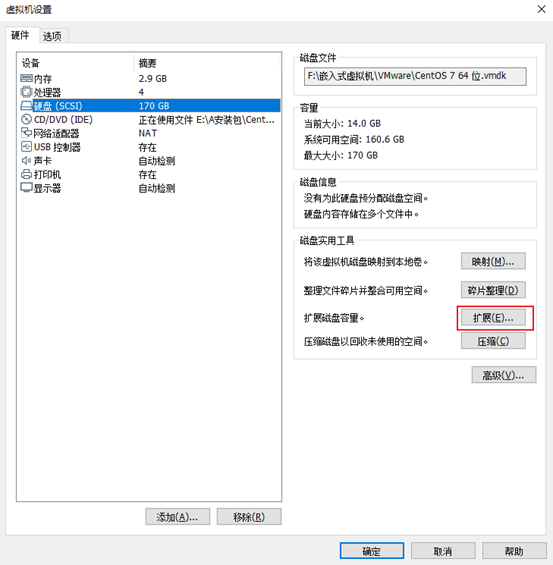 虚拟机设置
硬件 选项
设备 摘要
内存 2.9 GB
处理器 4
硬盘 (SCSI) 170 GB
CD/DVD (IDE) 正在使用文件 E:\A安装包\Cent...
网络适配器 NAT
USB 控制器 存在
声卡 自动检测
打印机 存在
显示器 自动检测
添加(A)... 移除(R)
磁盘文件
F:\嵌入式虚拟机\VMware\CentOS 7 64 位.vmdk
容量
当前大小: 14.0 GB
系统可用空间: 160.6 GB
最大大小: 170 GB
磁盘信息
没有为此硬盘预分配磁盘空间。
硬盘内容存储在多个文件中。
磁盘实用工具
将该虚拟机磁盘映射到本地卷。 映射(M)...
整理文件碎片并整合可用空间。 碎片整理(D)
扩展磁盘容量。 扩展(E)...
压缩磁盘以回收未使用的空间。 压缩(C)
高级(V)...
确定 取消 帮助